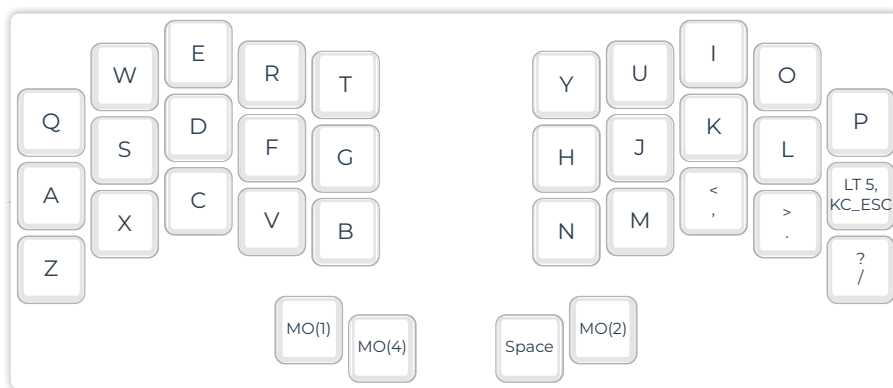 Q W E R T Y U I O P
A S D F G H J K L LT 5,
KC_ESC
Z X C V B N M <
,
>
.
?
/
MO(1) MO(4) Space MO(2)